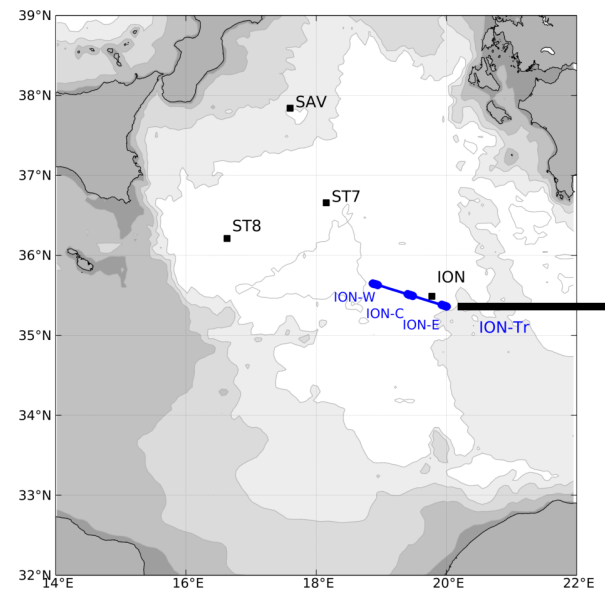 39°N
38°N
37°N
36°N
35°N
34°N
33°N
32°N
SAV
ST7
ST8
ION
ION-W
ION-C
ION-E
ION-Tr
14°E
16°E
18°E
20°E
22°E